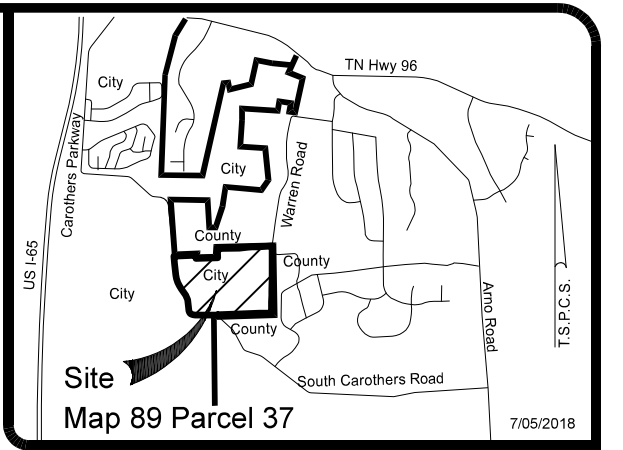 TN Hwy 96
City
Carothers Parkway
City
Warren Road
County
County
City
US I-65
City
County
Arno Road
T.S.P.C.S.
Site
South Carothers Road
Map 89 Parcel 37
7/05/2018